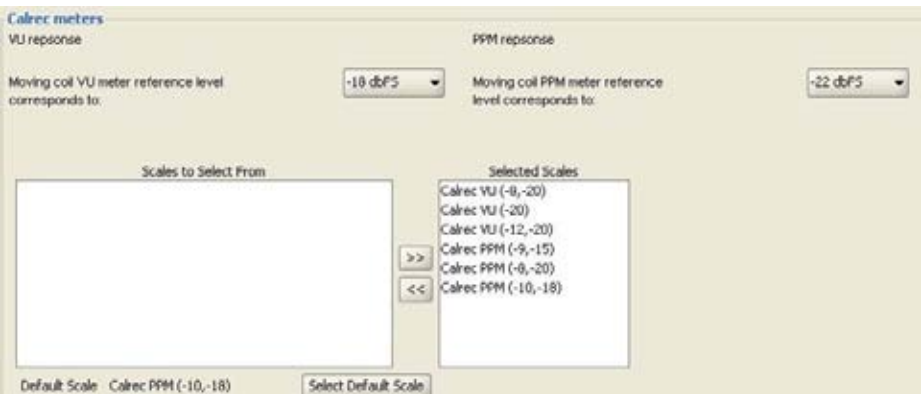 Calrec meters
VU repsonse
PPM repsonse
Moving coil VU meter reference level
corresponds to:
-18 dbFS
Moving coil PPM meter reference
level corresponds to:
-22 dbFS
Scales to Select From
Selected Scales
Calrec VU (-8,-20)
Calrec VU (-20)
Calrec VU (-12,-20)
Calrec PPM (-9,-15)
Calrec PPM (-8,-20)
Calrec PPM (-10,-18)
>>
<<
Default Scale Calrec PPM (-10,-18)
Select Default Scale